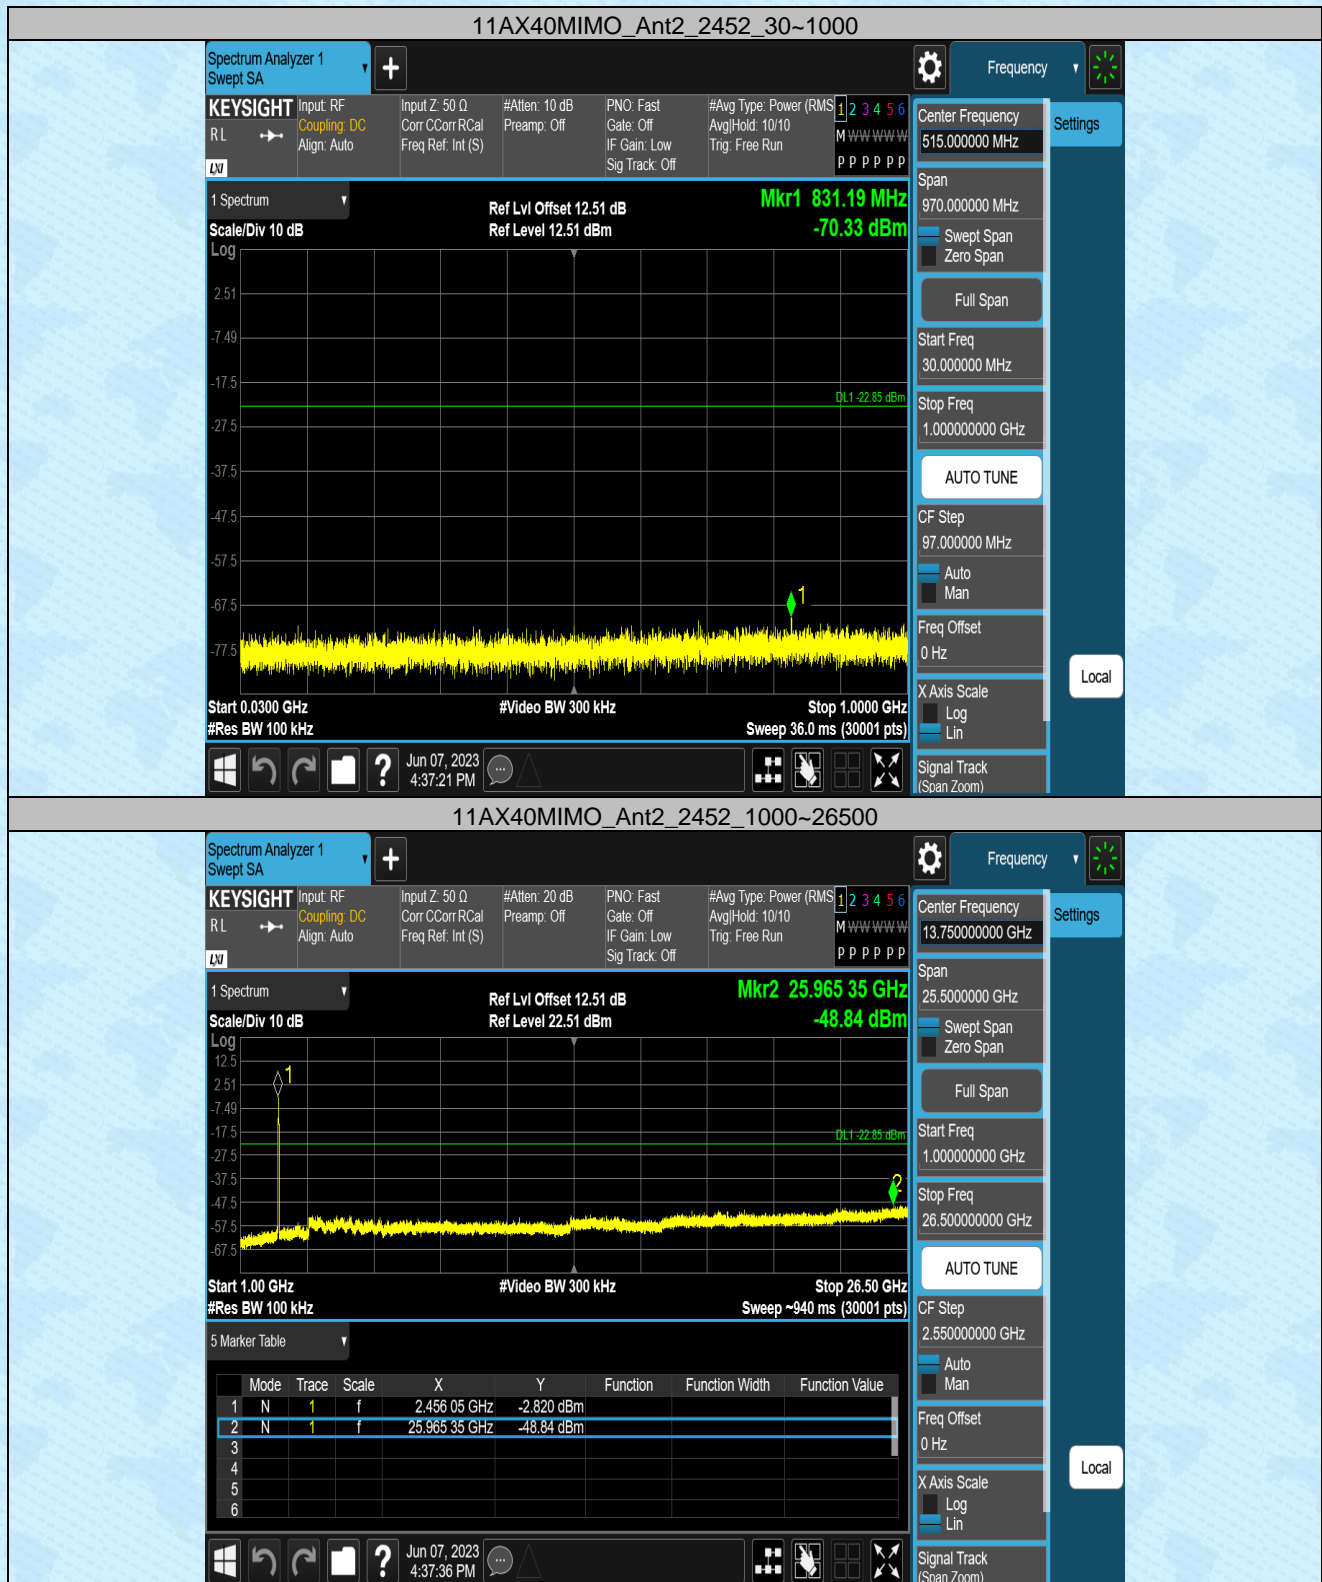 11AX40MIMO_Ant2_2452_30~1000
Spectrum Analyzer 1
Swept SA
Frequency
KEYSIGHT
RL
LXI
Input: RF
Coupling: DC
Align: Auto
Input Z: 50 Ω
Corr CCorr RCal
Freq Ref: Int (S)
#Atten: 10 dB
Preamp: Off
PNO: Fast
Gate: Off
IF Gain: Low
Sig Track: Off
#Avg Type: Power (RMS
Avg|Hold: 10/10
Trig: Free Run
1 2 3 4 5 6
M W W W W W
P P P P P P
1 Spectrum
Scale/Div 10 dB
Ref Lvl Offset 12.51 dB
Ref Level 12.51 dBm
Mkr1 831.19 MHz
-70.33 dBm
Log
2.51
-7.49
-17.5
-27.5
-37.5
-47.5
-57.5
-67.5
-77.5
DL1 -22.85 dBm
1
Start 0.0300 GHz
#Video BW 300 kHz
Stop 1.0000 GHz
#Res BW 100 kHz
Sweep 36.0 ms (30001 pts)
Jun 07, 2023
4:37:21 PM
Center Frequency
515.000000 MHz
Settings
Span
970.000000 MHz
Swept Span
Zero Span
Full Span
Start Freq
30.000000 MHz
Stop Freq
1.000000000 GHz
AUTO TUNE
CF Step
97.000000 MHz
Auto
Man
Freq Offset
0 Hz
Local
X Axis Scale
Log
Lin
Signal Track
(Span Zoom)
11AX40MIMO_Ant2_2452_1000~26500
Spectrum Analyzer 1
Swept SA
Frequency
KEYSIGHT
RL
LXI
Input: RF
Coupling: DC
Align: Auto
Input Z: 50 Ω
Corr CCorr RCal
Freq Ref: Int (S)
#Atten: 20 dB
Preamp: Off
PNO: Fast
Gate: Off
IF Gain: Low
Sig Track: Off
#Avg Type: Power (RMS
Avg|Hold: 10/10
Trig: Free Run
1 2 3 4 5 6
M W W W W W
P P P P P P
1 Spectrum
Scale/Div 10 dB
Ref Lvl Offset 12.51 dB
Ref Level 22.51 dBm
Mkr2 25.965 35 GHz
-48.84 dBm
Log
12.5
2.51
-7.49
-17.5
-27.5
-37.5
-47.5
-57.5
-67.5
1
DL1 -22.85 dBm
2
Start 1.00 GHz
#Video BW 300 kHz
Stop 26.50 GHz
#Res BW 100 kHz
Sweep ~940 ms (30001 pts)
5 Marker Table
Mode Trace Scale X Y Function Function Width Function Value
1 N 1 f 2.456 05 GHz -2.820 dBm
2 N 1 f 25.965 35 GHz -48.84 dBm
3
4
5
6
Jun 07, 2023
4:37:36 PM
Center Frequency
13.750000000 GHz
Settings
Span
25.5000000 GHz
Swept Span
Zero Span
Full Span
Start Freq
1.000000000 GHz
Stop Freq
26.500000000 GHz
AUTO TUNE
CF Step
2.550000000 GHz
Auto
Man
Freq Offset
0 Hz
Local
X Axis Scale
Log
Lin
Signal Track
(Span Zoom)